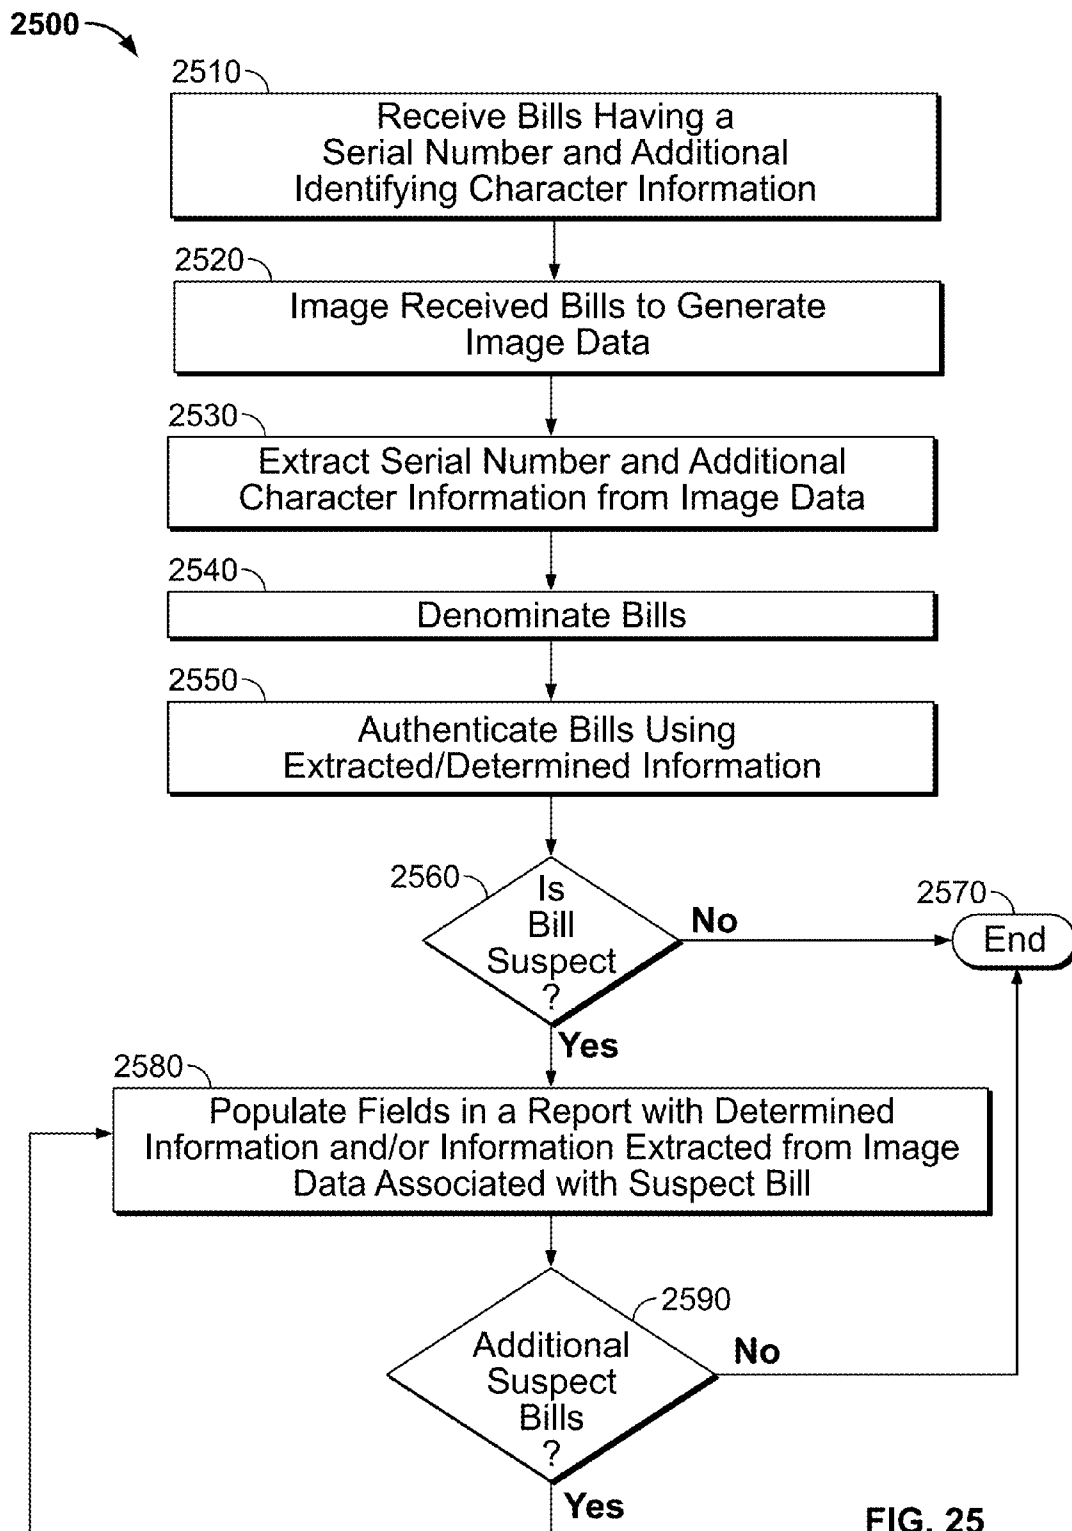 2500
2510
Receive Bills Having a
Serial Number and Additional
Identifying Character Information
2520
Image Received Bills to Generate
Image Data
2530
Extract Serial Number and Additional
Character Information from Image Data
2540
Denominate Bills
2550
Authenticate Bills Using
Extracted/Determined Information
2560
Is
Bill
Suspect
?
No
2570
End
Yes
2580
Populate Fields in a Report with Determined
Information and/or Information Extracted from Image
Data Associated with Suspect Bill
2590
Additional
Suspect
Bills
?
No
Yes
FIG. 25